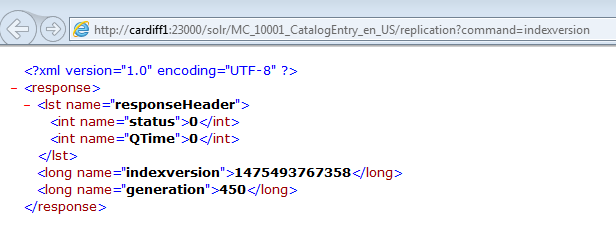 http://cardiff1:23000/solr/MC_10001_CatalogEntry_en_US/replication?command=indexversion
<?xml version="1.0" encoding="UTF-8" ?>
- <response>
- <lst name="responseHeader">
<int name="status">0</int>
<int name="QTime">0</int>
</lst>
<long name="indexversion">1475493767358</long>
<long name="generation">450</long>
</response>